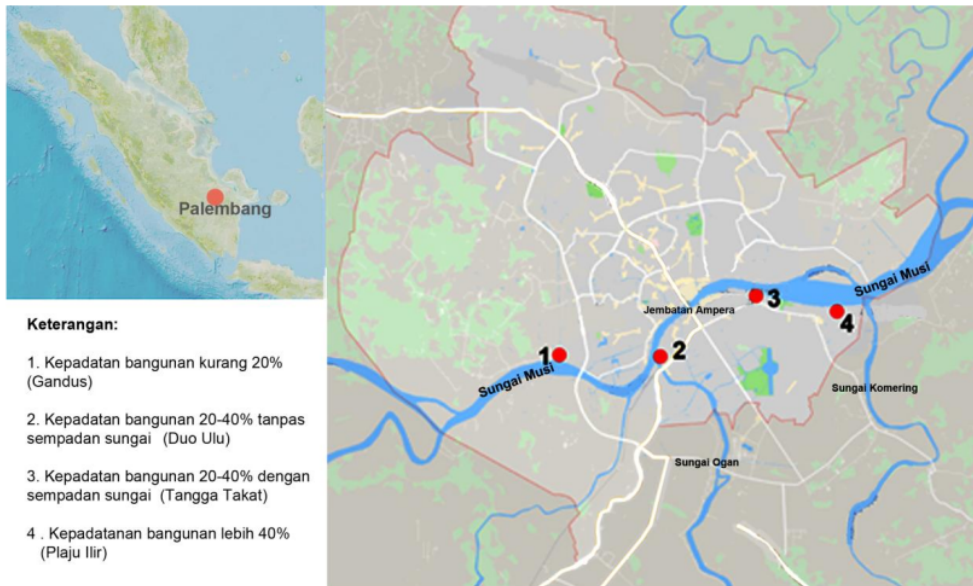 Palembang
Keterangan:
1. Kepadatan bangunan kurang 20%
(Gandus)
2. Kepadatan bangunan 20-40% tanpas
sempadan sungai (Duo Ulu)
3. Kepadatan bangunan 20-40% dengan
sempadan sungai (Tangga Takat)
4 . Kepadatanan bangunan lebih 40%
(Plaju Ilir)
Sungai Musi
3
Jembatan Ampera
4
1
2
Sungai Musi
Sungai Komering
Sungai Ogan